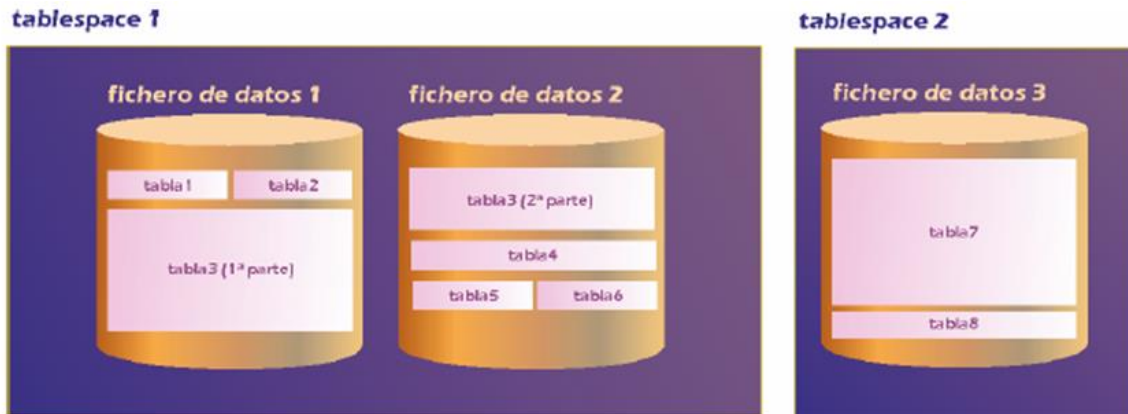 tablespace 1
fichero de datos 1
tabla1
tabla2
tabla3 (1ª parte)
fichero de datos 2
tabla3 (2ª parte)
tabla4
tabla5
tabla6
tablespace 2
fichero de datos 3
tabla7
tabla8